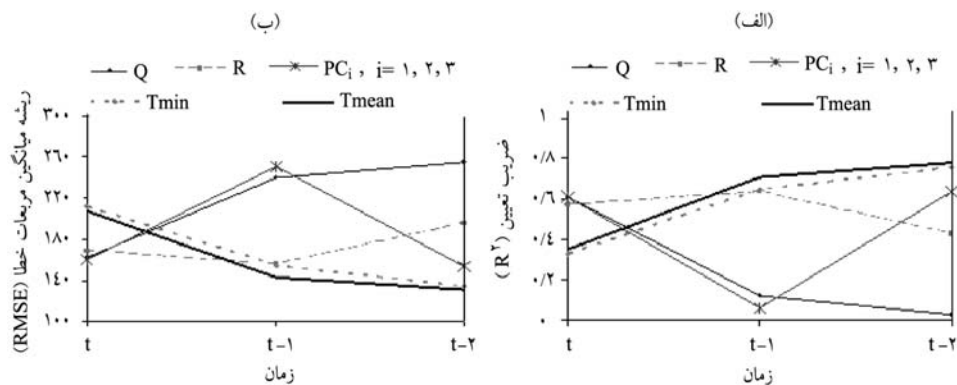 (الف)
Q R PCi , i= ۱, ۲, ۳
Tmin Tmean
ضریب تعیین (R۲)
۱
۰/۸
۰/۶
۰/۴
۰/۲
۰
t t-۱ t-۲
زمان
(ب)
Q R PCi , i= ۱, ۲, ۳
Tmin Tmean
ریشه میانگین مربعات خطا (RMSE)
۳۰۰
۲۶۰
۲۲۰
۱۸۰
۱۴۰
۱۰۰
t t-۱ t-۲
زمان